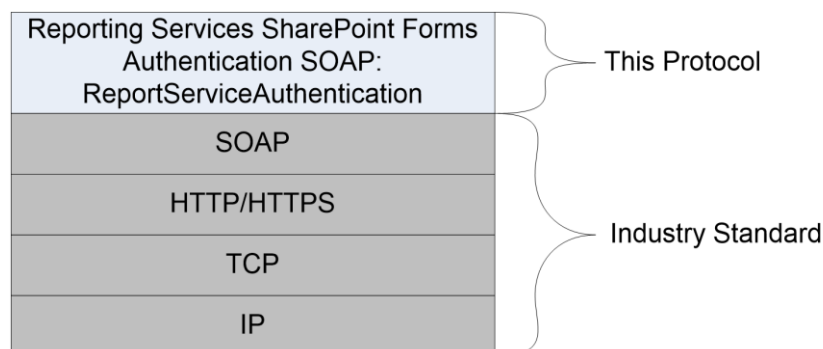 Reporting Services SharePoint Forms
Authentication SOAP:
ReportServiceAuthentication
This Protocol
SOAP
HTTP/HTTPS
Industry Standard
TCP
IP